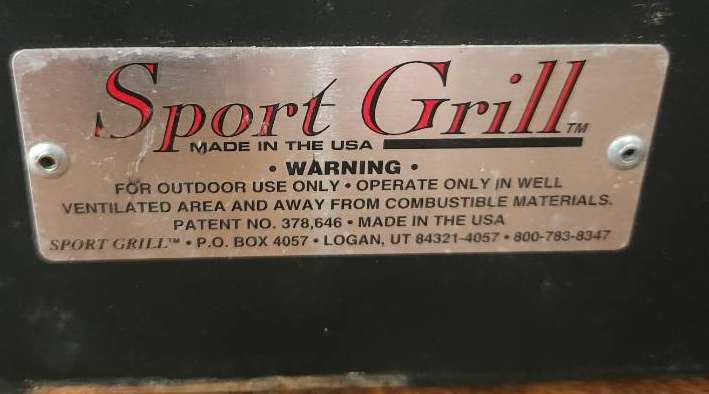 Sport Grill TM
MADE IN THE USA
• WARNING •
FOR OUTDOOR USE ONLY • OPERATE ONLY IN WELL
VENTILATED AREA AND AWAY FROM COMBUSTIBLE MATERIALS.
PATENT NO. 378,646 • MADE IN THE USA
SPORT GRILL™ • P.O. BOX 4057 • LOGAN, UT 84321-4057 • 800-783-8347